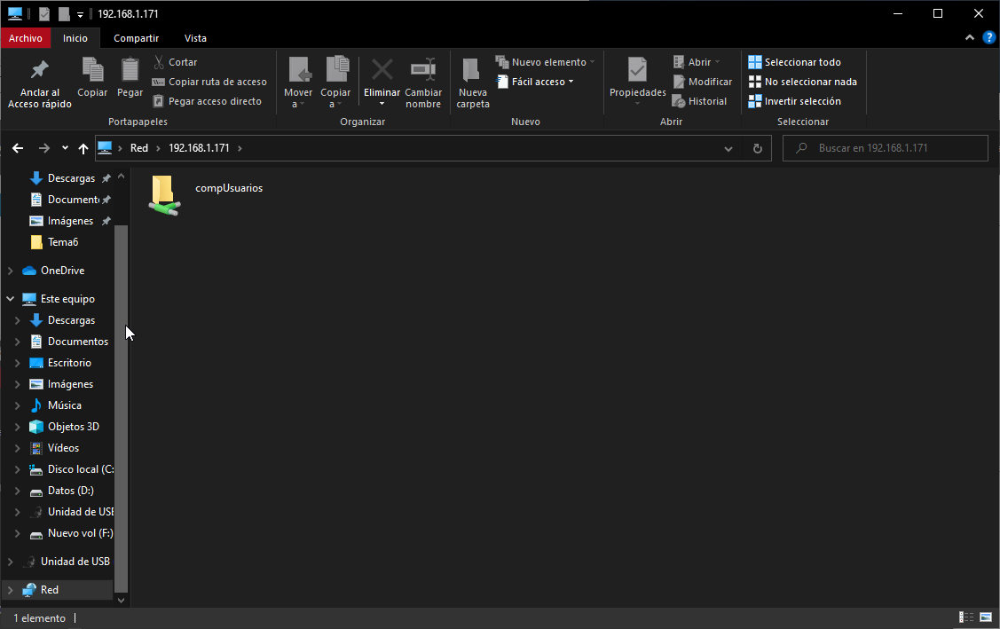 192.168.1.171
Archivo Inicio Compartir Vista
Anclar al Acceso rápido
Copiar
Pegar
Cortar
Copiar ruta de acceso
Pegar acceso directo
Portapapeles
Mover a
Copiar a
Eliminar
Cambiar nombre
Organizar
Nueva carpeta
Nuevo elemento
Fácil acceso
Nuevo
Propiedades
Abrir
Modificar
Historial
Abrir
Seleccionar todo
No seleccionar nada
Invertir selección
Seleccionar
Red 192.168.1.171
Buscar en 192.168.1.171
Descargas
Document
Imágenes
Tema6
OneDrive
Este equipo
Descargas
Documentos
Escritorio
Imágenes
Música
Objetos 3D
Vídeos
Disco local (C:
Datos (D:)
Unidad de USB
Nuevo vol (F:)
Unidad de USB
Red
compUsuarios
1 elemento